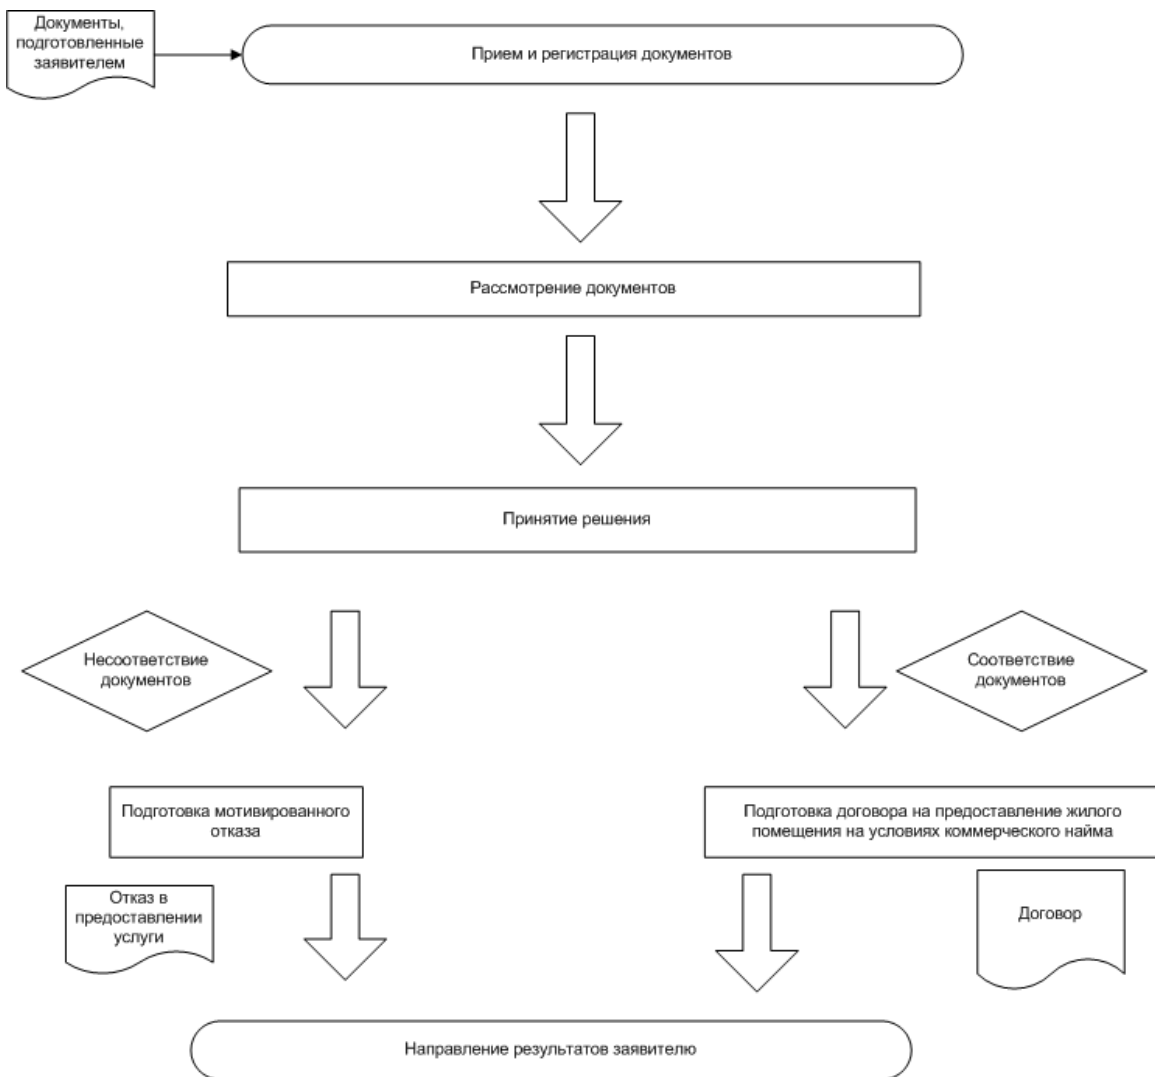 Документы,
подготовленные
заявителем
Прием и регистрация документов
Рассмотрение документов
Принятие решения
Несоответствие
документов
Соответствие
документов
Подготовка мотивированного
отказа
Подготовка договора на предоставление жилого
помещения на условиях коммерческого найма
Отказ в
предоставлении
услуги
Договор
Направление результатов заявителю